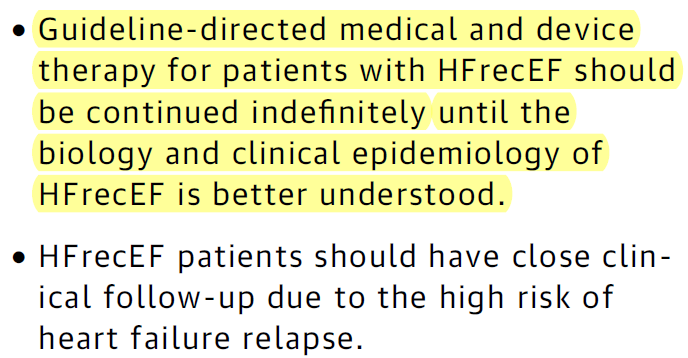 • Guideline-directed medical and device
therapy for patients with HFrecEF should
be continued indefinitely until the
biology and clinical epidemiology of
HFrecEF is better understood.
• HFrecEF patients should have close clin-
ical follow-up due to the high risk of
heart failure relapse.